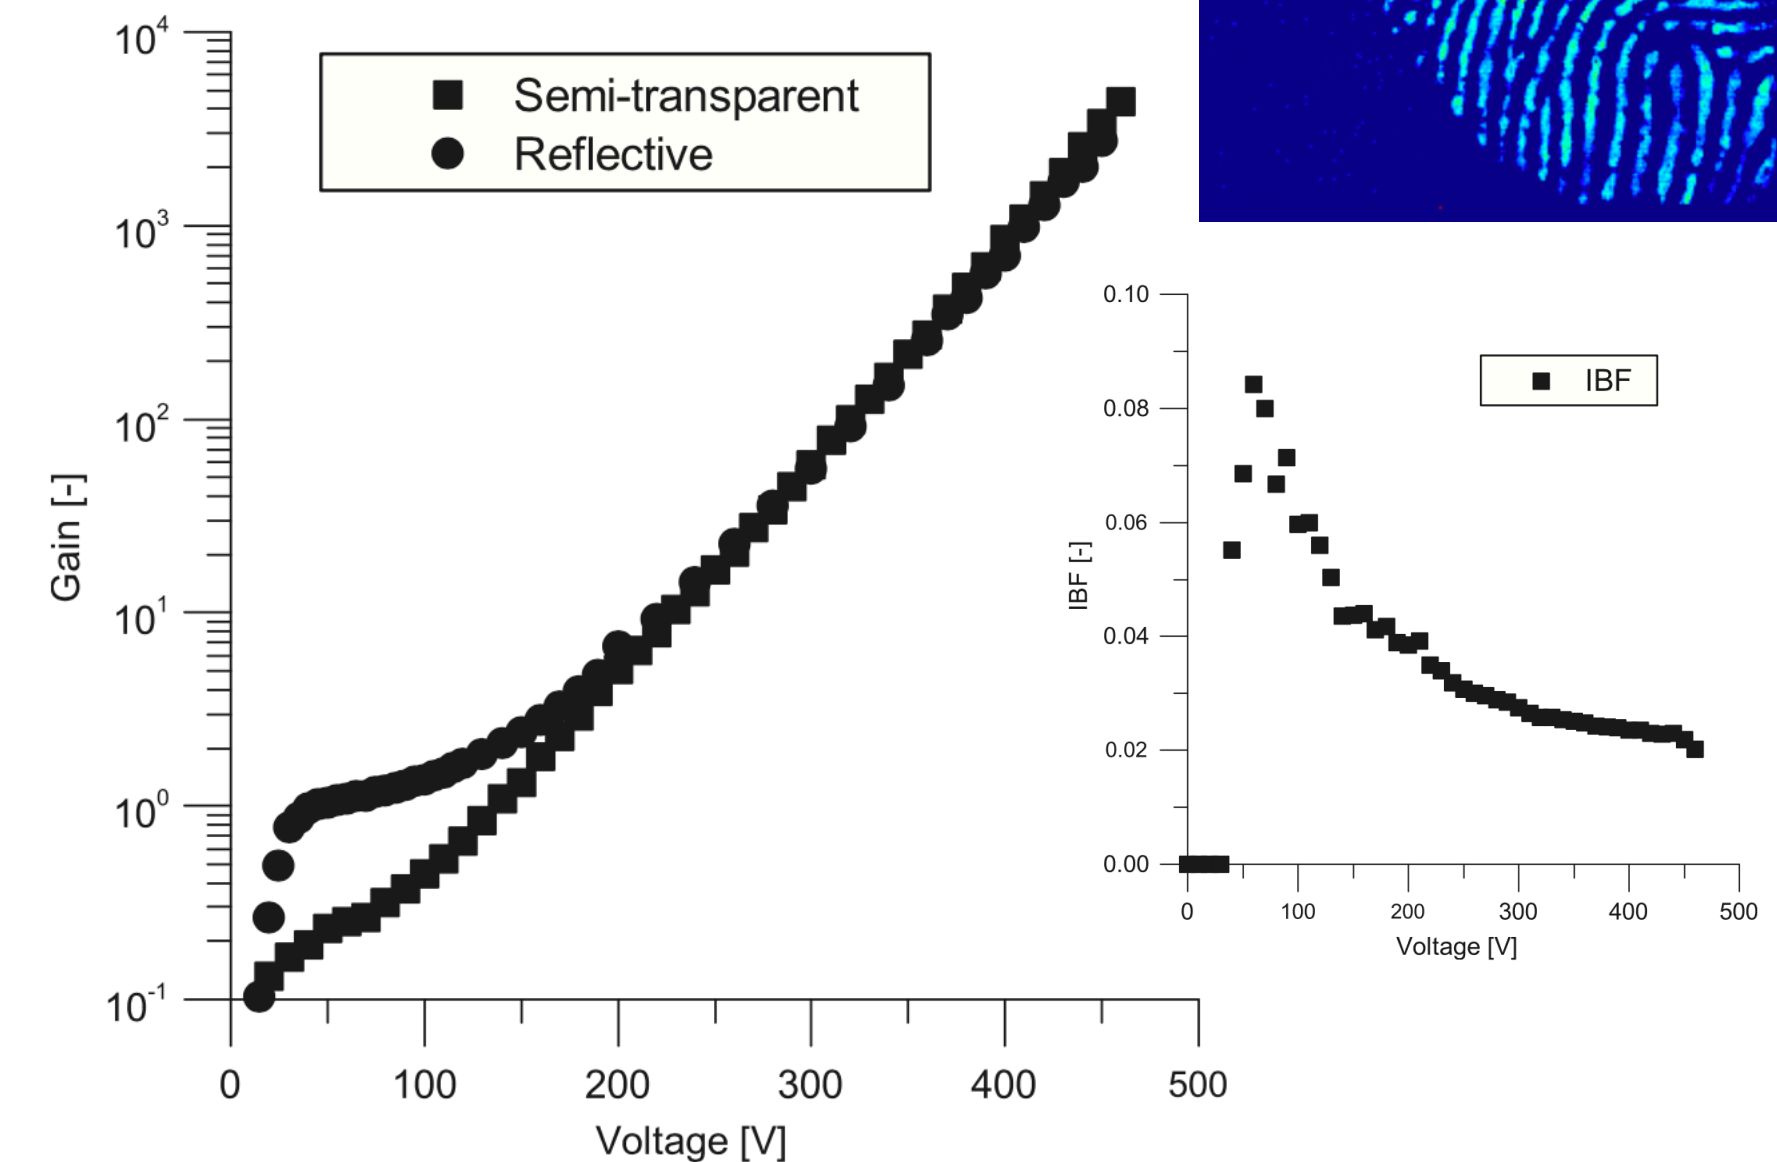 10^4
10^3
10^2
10^1
10^0
10^-1
Gain [-]
Semi-transparent
Reflective
0 100 200 300 400 500
Voltage [V]
0.10
0.08
0.06
0.04
0.02
0.00
IBF [-]
IBF
0 100 200 300 400 500
Voltage [V]